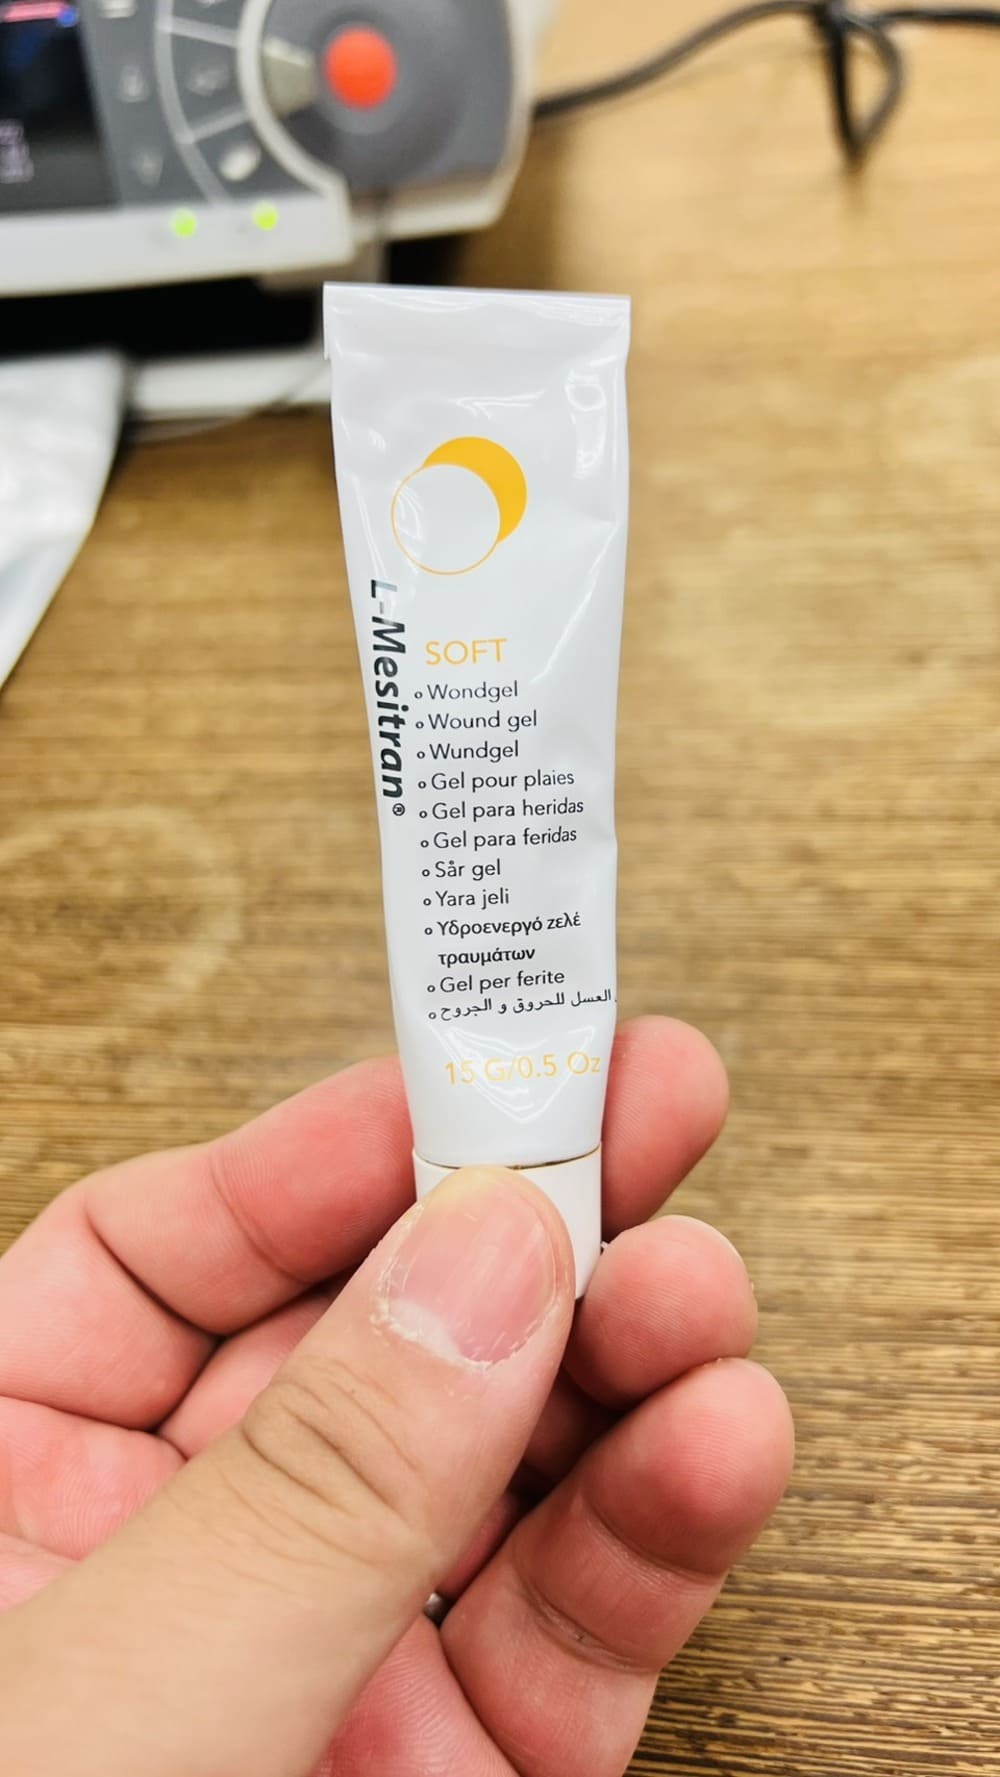 L-Mesitran®
SOFT
Wondgel
Wound gel
Wundgel
Gel pour plaies
Gel para heridas
Gel para feridas
Sår gel
Yara jeli
Υδροενεργό ζελέ
τραυμάτων
Gel per ferite
العسل للحروق و الجروح
15 G/0.5 Oz